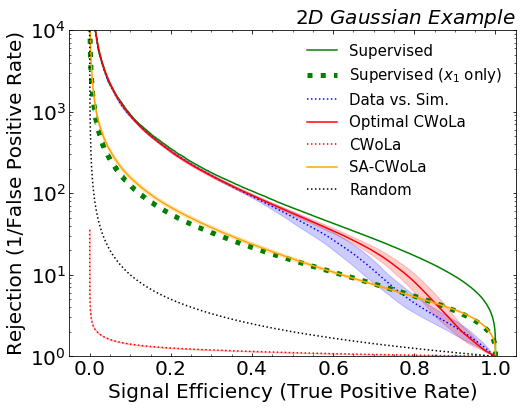 2D Gaussian Example
Rejection (1/False Positive Rate)
10^4
10^3
10^2
10^1
10^0
Supervised
Supervised (x_1 only)
Data vs. Sim.
Optimal CWoLa
CWoLa
SA-CWoLa
Random
0.0 0.2 0.4 0.6 0.8 1.0
Signal Efficiency (True Positive Rate)